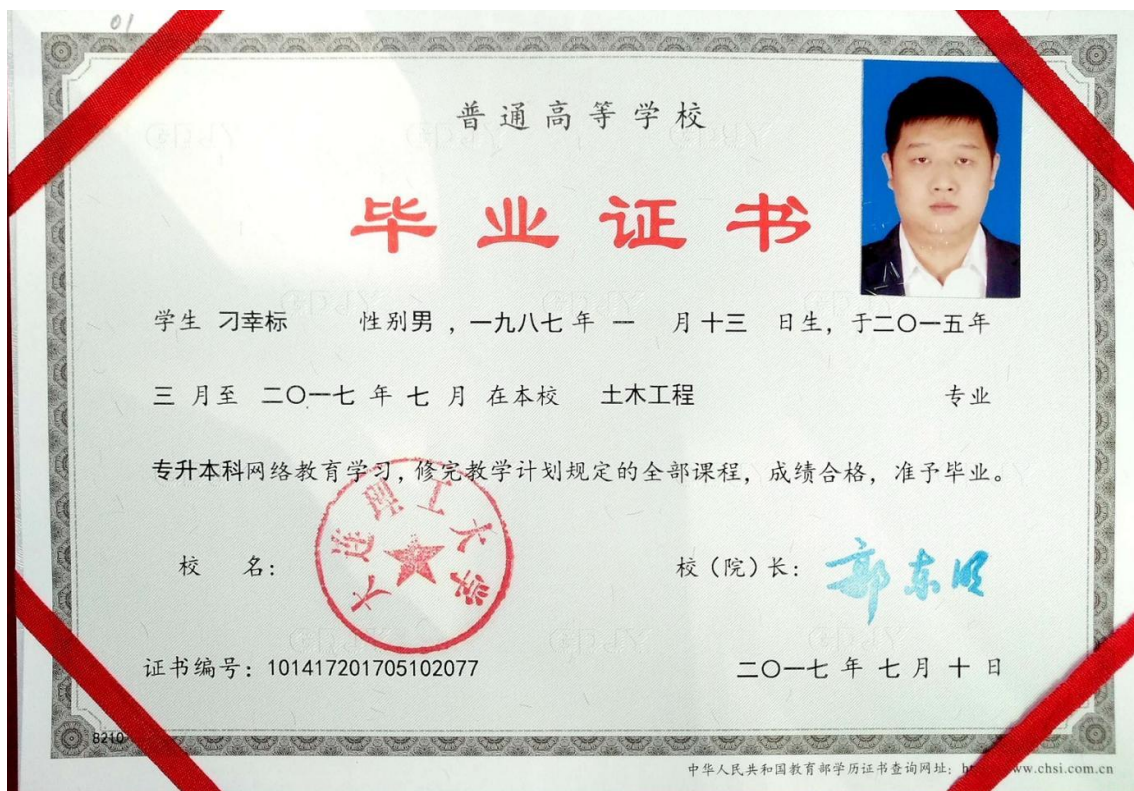 01
普通高等学校
毕业证书
学生 刁幸标 性别男，一九八七年 一 月十三 日生，于二〇一五年
三 月至 二〇一七 年 七 月 在本校 土木工程 专业
专升本科网络教育学习，修完教学计划规定的全部课程，成绩合格，准予毕业。
校 名：
大连理工大学
校（院）长： 郭东明
证书编号：101417201705102077 二〇一七 年 七 月 十 日
8210
中华人民共和国教育部学历证书查询网址：ww.chsi.com.cn